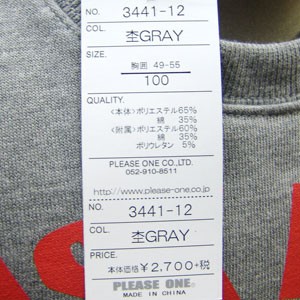 NO. 3441-12
COL. 杢GRAY
SIZE.
胸囲 49-55
100
QUALITY.
〈本体〉ポリエステル65%
綿 35%
〈附属〉ポリエステル60%
綿 35%
ポリウレタン 5%
PLEASE ONE CO.,LTD.
052-910-8511
http://www.please-one.co.jp
NO. 3441-12
COL. 杢GRAY
PRICE.
本体価格 ¥2,700+税
PLEASE ONE.
MADE IN CHINA